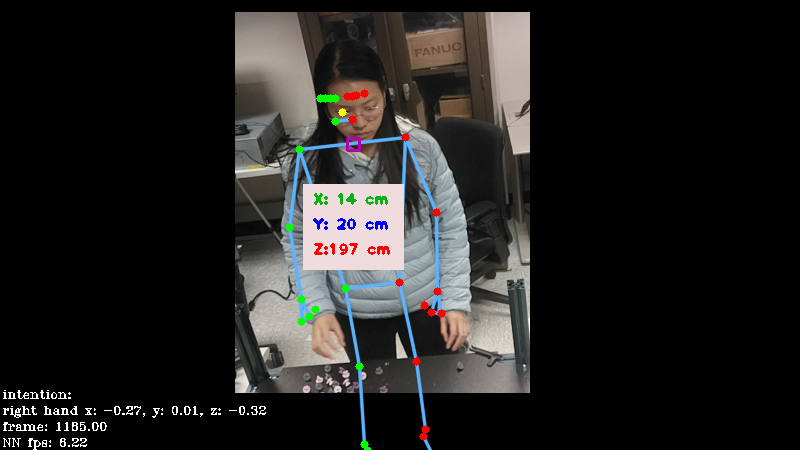 FANUC
X: 14 cm
Y: 20 cm
Z:197 cm
intention:
right hand x: -0.27, y: 0.01, z: -0.32
frame: 1185.00
NN fps: 6.22